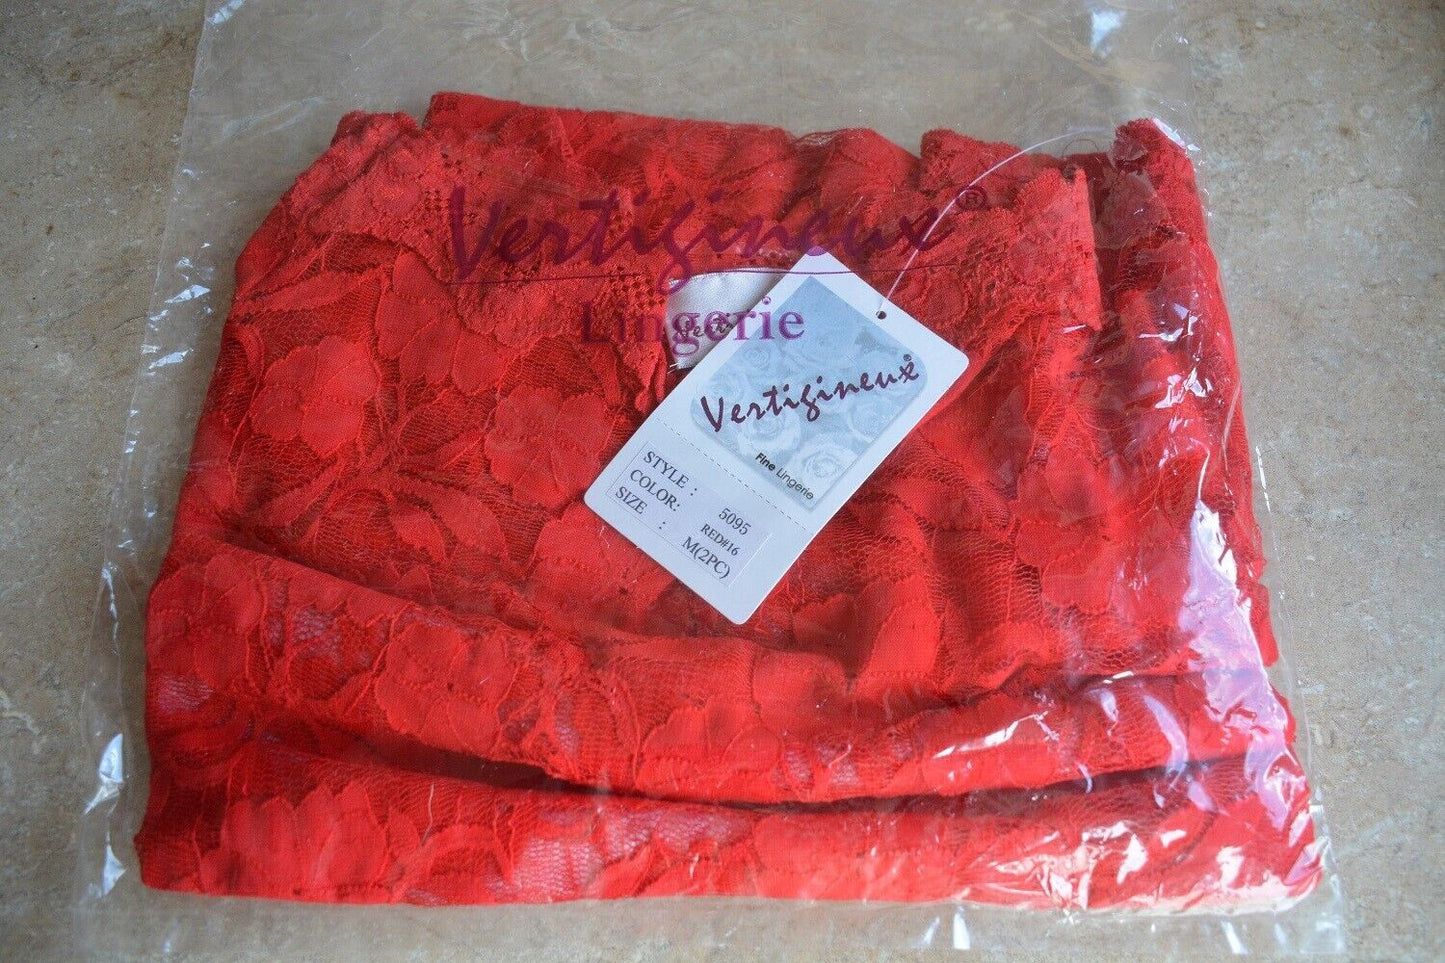 Vertigineux®
Lingerie
Vertigineux®
Fine Lingerie
STYLE : 5095
COLOR: RED#16
SIZE : M(2PC)